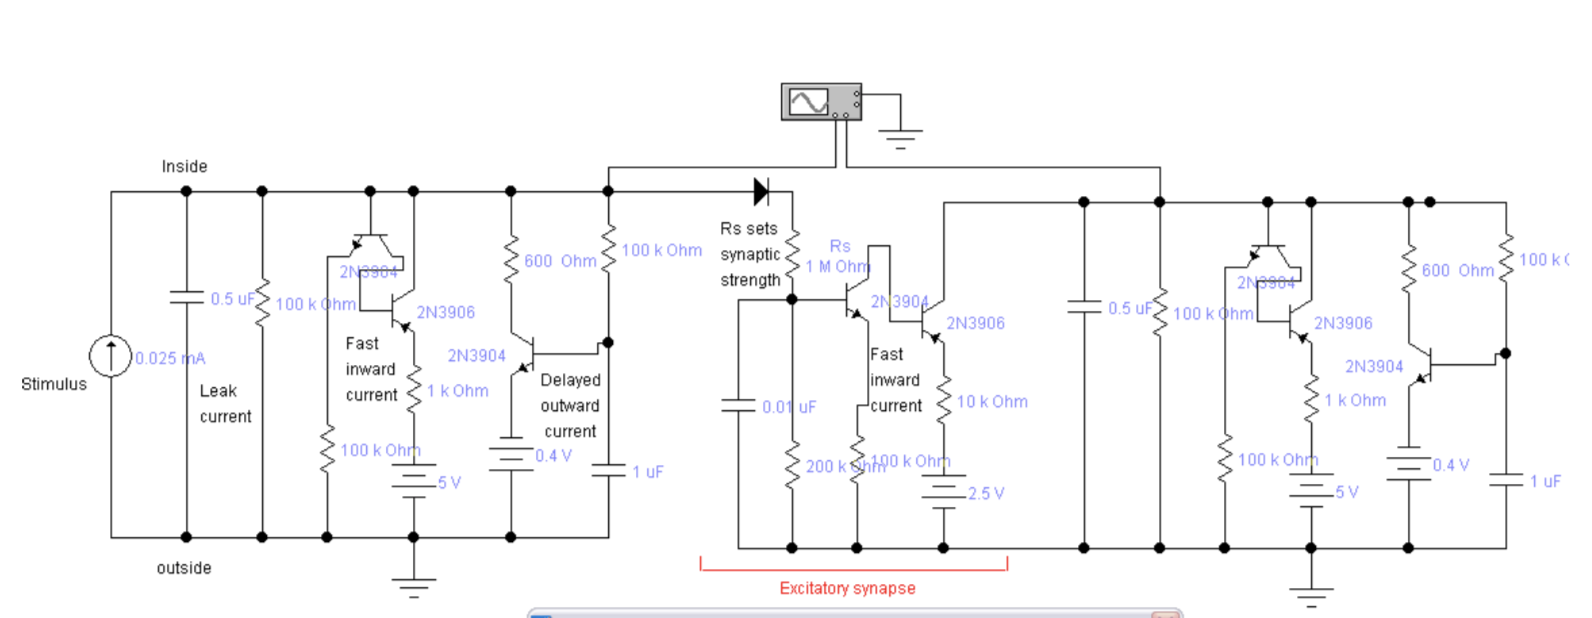 Inside
Stimulus
0.025 mA
0.5 uF
Leak
current
100 k Ohm
2N3904
2N3906
Fast
inward
current
1 k Ohm
100 k Ohm
5 V
600 Ohm
2N3904
Delayed
outward
current
0.4 V
100 k Ohm
1 uF
outside
Rs sets
synaptic
strength
Rs
1 M Ohm
2N3904
2N3906
Fast
inward
current
0.01 uF
200 k Ohm
100 k Ohm
10 k Ohm
2.5 V
Excitatory synapse
0.5 uF
100 k Ohm
2N3904
2N3906
1 k Ohm
100 k Ohm
5 V
600 Ohm
2N3904
0.4 V
100 k
1 uF